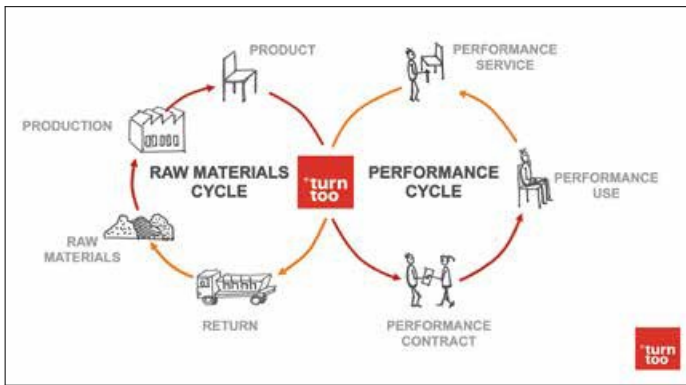 PRODUCT
PERFORMANCE
SERVICE
PRODUCTION
RAW MATERIALS
CYCLE
turn
too
PERFORMANCE
CYCLE
PERFORMANCE
USE
RAW
MATERIALS
RETURN
PERFORMANCE
CONTRACT
turn
too